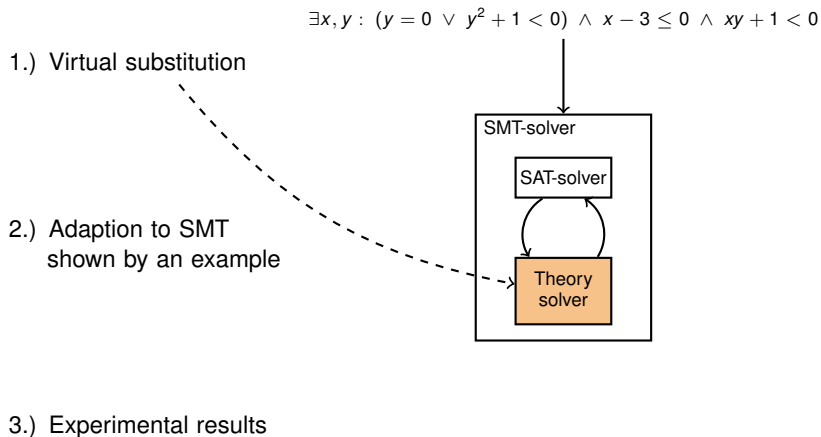 ∃x, y : (y = 0 ∨ y² + 1 < 0) ∧ x − 3 ≤ 0 ∧ xy + 1 < 0
1.) Virtual substitution
SMT-solver
SAT-solver
2.) Adaption to SMT
shown by an example
Theory
solver
3.) Experimental results